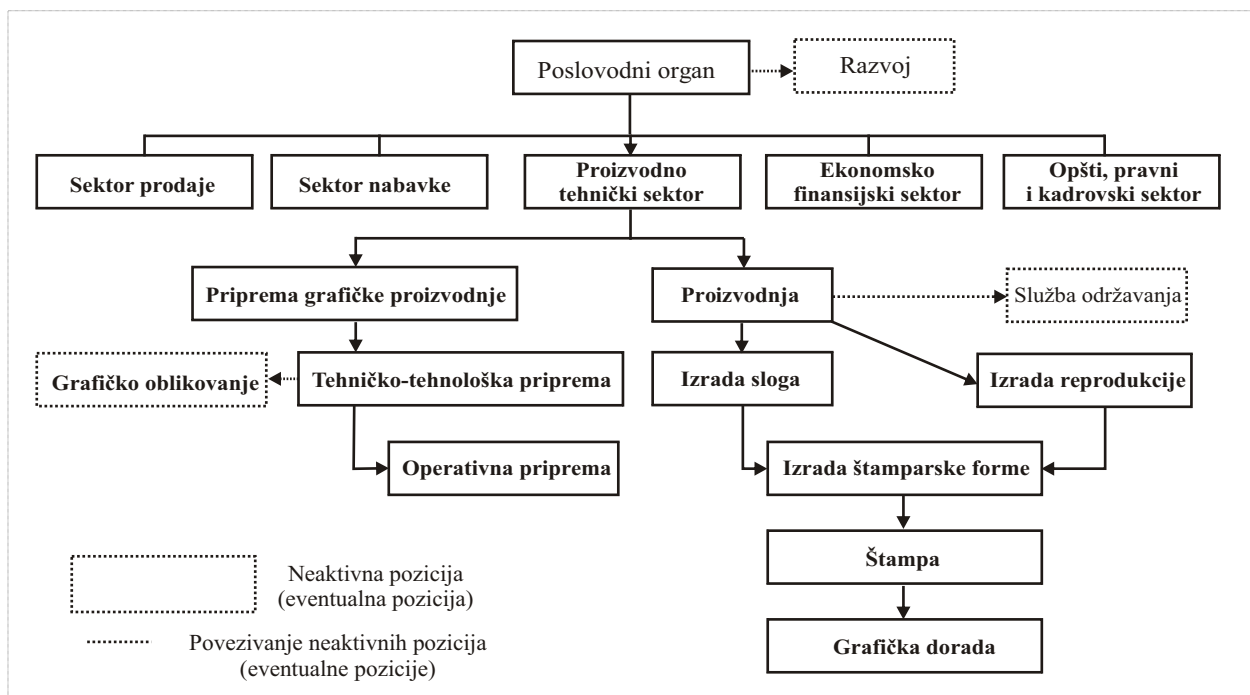 Poslovodni organ
Razvoj
Sektor prodaje
Sektor nabavke
Proizvodno
tehnički sektor
Ekonomsko
finansijski sektor
Opšti, pravni
i kadrovski sektor
Priprema grafičke proizvodnje
Proizvodnja
Služba održavanja
Grafičko oblikovanje
Tehničko-tehnološka priprema
Izrada sloga
Izrada reprodukcije
Operativna priprema
Izrada štamparske forme
Štampa
Grafička dorada
Neaktivna pozicija
(eventualna pozicija)
Povezivanje neaktivnih pozicija
(eventualne pozicije)